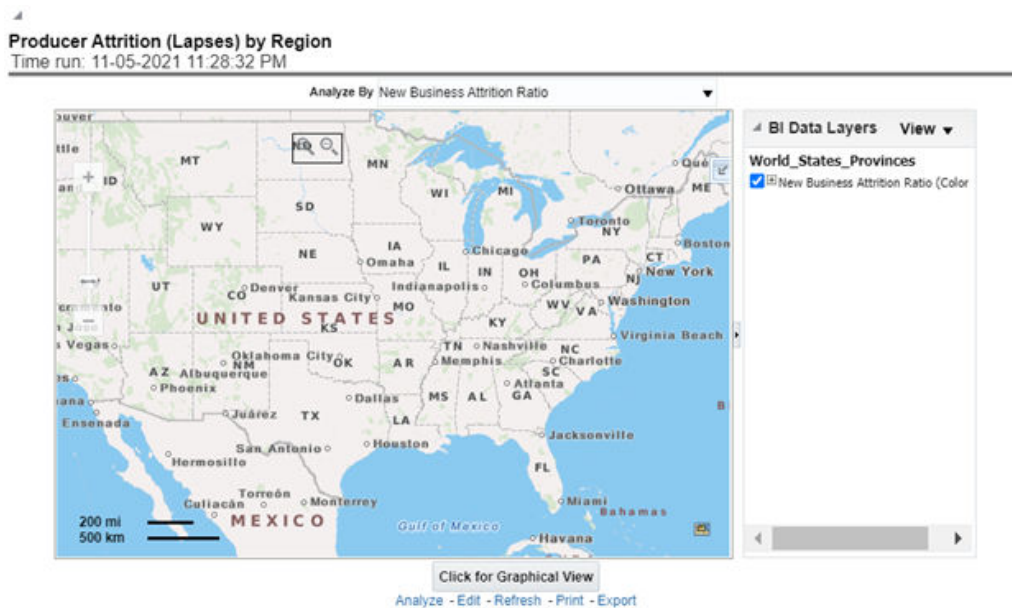 Producer Attrition (Lapses) by Region
Time run: 11-05-2021 11:28:32 PM
Analyze By New Business Attrition Ratio
BI Data Layers View
World_States_Provinces
New Business Attrition Ratio (Color
ouver
ttle
MT
ND
MN
Qué
ID
Ottawa
ME
WI
MI
SD
WY
Toronto
NY
IA
Boston
NE
Omaha
Chicago
CT
PA
IL
IN
OH
NJ
New York
UT
Denver
CO
Kansas City
Indianapolis
Columbus
MO
WV
VA
Washington
cramento
UNITED STATES
KS
KY
Virginia Beach
n Jose
s Vegas
TN
Nashville
NC
Oklahoma City
OK
AR
Memphis
Charlotte
NM
AZ
Albuquerque
SC
Phoenix
Atlanta
Dallas
MS
AL
GA
Juárez
TX
LA
Ensenada
Jacksonville
San Antonio
Houston
Hermosillo
FL
Torreón
Culiacán
Monterrey
Miami
Bahamas
200 mi
500 km
MEXICO
Gulf of Mexico
Havana
Click for Graphical View
Analyze - Edit - Refresh - Print - Export